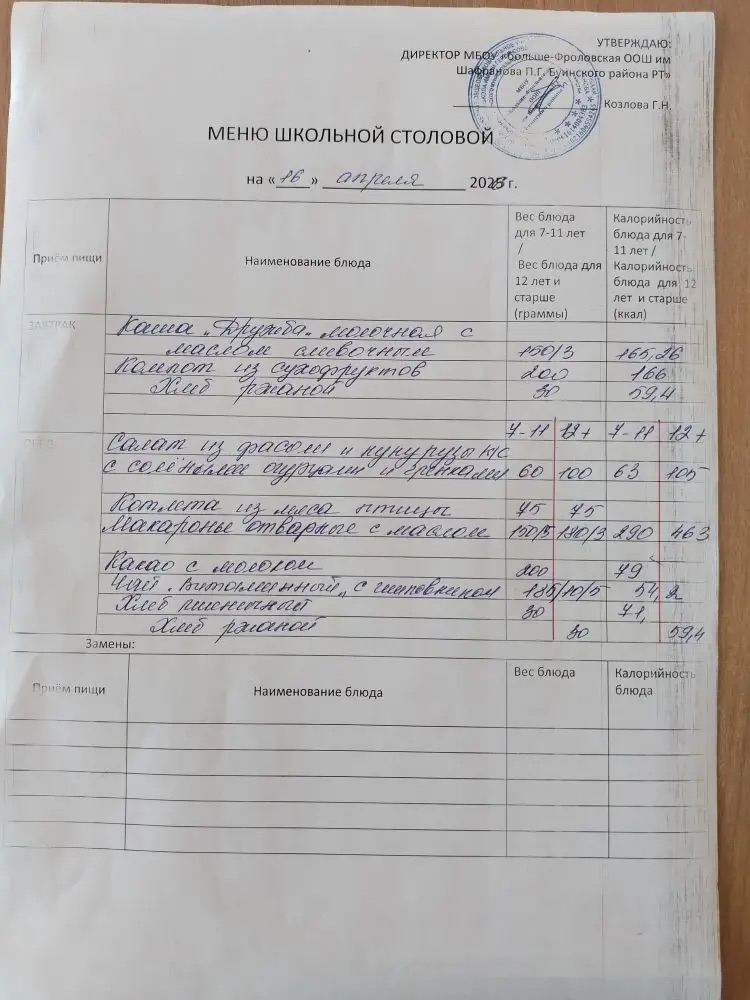 УТВЕРЖДАЮ:
ДИРЕКТОР МБОУ «Больше-Фроловская ООШ им
Шафранова П.Г. Буинского района РТ»
Козлова Г.Н.
МЕНЮ ШКОЛЬНОЙ СТОЛОВОЙ
на «16» апреля г.
Приём пищи
Наименование блюда
Вес блюда
для 7-11 лет
/
Вес блюда для
12 лет и
старше
(граммы)
Калорийность
блюда для 7-
11 лет /
Калорийность
блюда для 12
лет и старше
(ккал)
ЗАВТРАК
Каша „Дружба" молочная с
маслом сливочным 150/3 165,26
Компот из сухофруктов 200 166
Хлеб ржаной 30 59,4
7-11 12+ 7-11 12+
ОБЕД
Салат из фасоли и кукурузы к/с
с солёными огурцами и гренками 60 100 63 105
Котлета из мяса птицы 75 75
Макароны отварные с маслом 150/5 180/3 290 463
Какао с молоком 200 79
Чай „Витаминный" с шиповником 185/10/5 54,2
Хлеб пшеничный 30 71,
Хлеб ржаной 30 59,4
Замены:
Приём пищи
Наименование блюда
Вес блюда
Калорийность
блюда